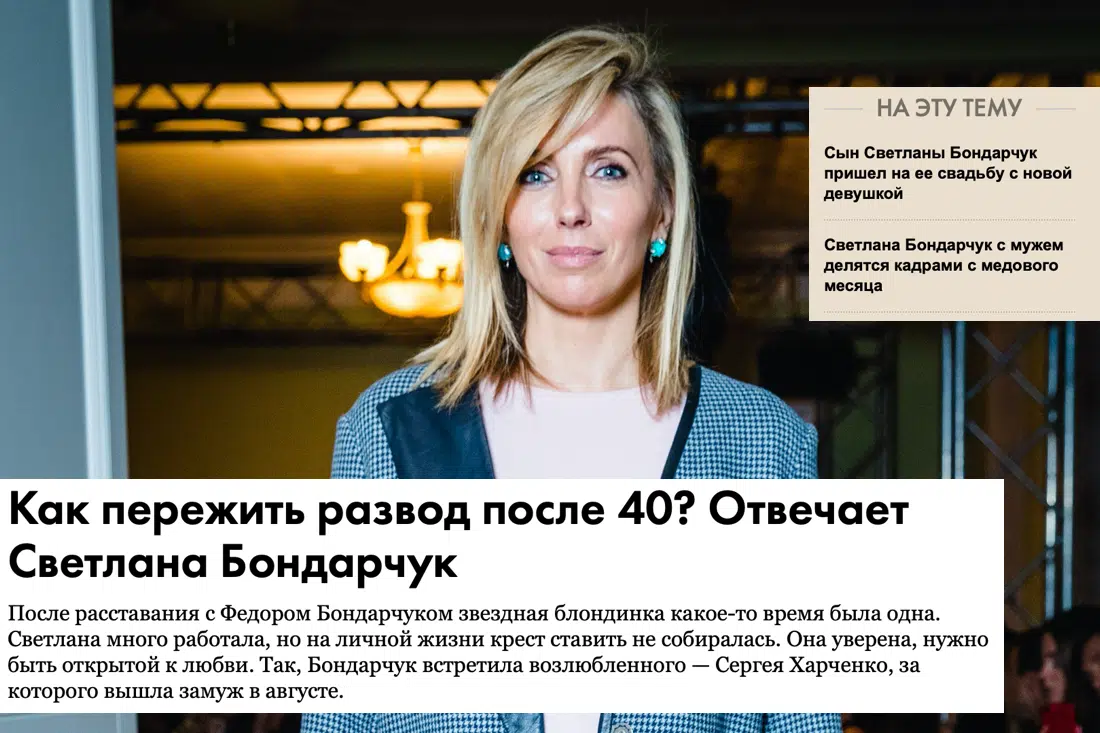 НА ЭТУ ТЕМУ
Сын Светланы Бондарчук
пришел на ее свадьбу с новой
девушкой
Светлана Бондарчук с мужем
делятся кадрами с медового
месяца
Как пережить развод после 40? Отвечает
Светлана Бондарчук
После расставания с Федором Бондарчуком звездная блондинка какое-то время была одна.
Светлана много работала, но на личной жизни крест ставить не собиралась. Она уверена, нужно
быть открытой к любви. Так, Бондарчук встретила возлюбленного — Сергея Харченко, за
которого вышла замуж в августе.